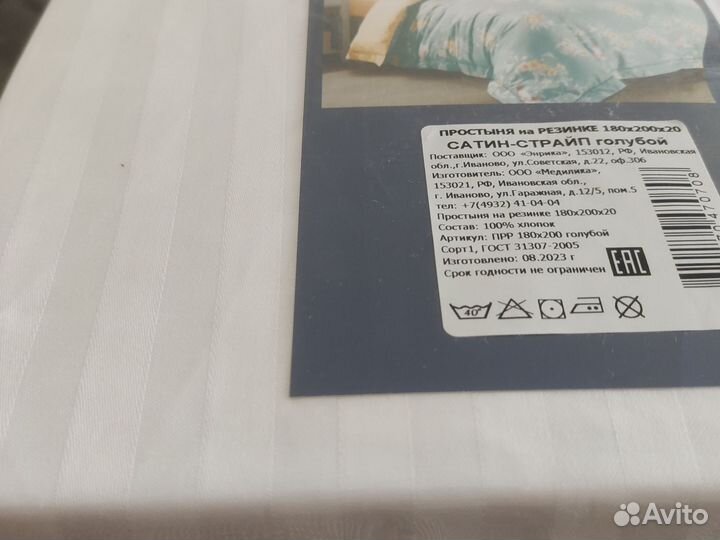 ПРОСТЫНЯ на РЕЗИНКЕ 180х200х20
САТИН-СТРАЙП голубой
Поставщик: ООО «Энрика», 153012, РФ, Ивановская
обл.,г.Иваново, ул.Советская, д.22, оф.306
Изготовитель: ООО «Медилика»,
153021, РФ, Ивановская обл.,
г. Иваново, ул.Гаражная, д.12/5, пом.5
тел: +7(4932) 41-04-04
Простыня на резинке 180х200х20
Состав: 100% хлопок
Артикул: ПРР 180х200 голубой
Сорт1, ГОСТ 31307-2005
Изготовлено: 08.2023 г
Срок годности не ограничен
EAC
40°
Avito